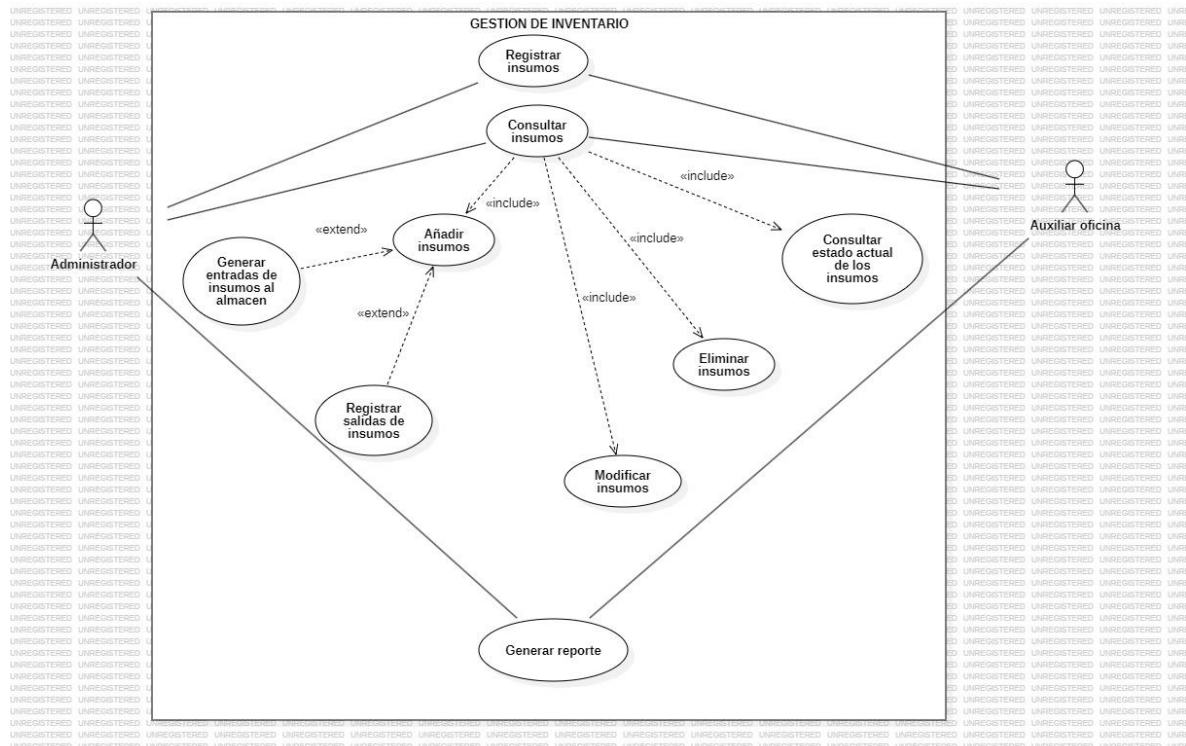 GESTION DE INVENTARIO
Registrar
insumos
Consultar
insumos
«include»
«include»
«extend»
Añadir
insumos
«include»
Consultar
estado actual
de los
insumos
Auxiliar oficina
Administrador
Generar
entradas de
insumos al
almacen
«include»
«extend»
Eliminar
insumos
Registrar
salidas de
insumos
Modificar
insumos
Generar reporte
UNREGISTERED